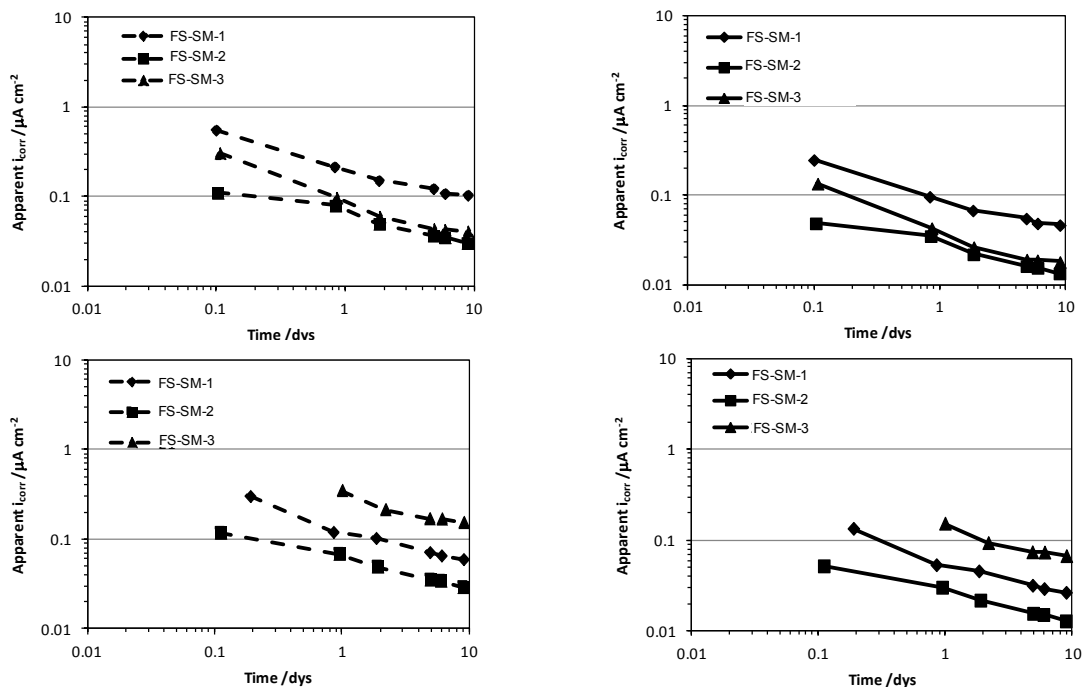 10
1
0.1
0.01
Apparent icorr /µA cm-2
FS-SM-1
FS-SM-2
FS-SM-3
0.01 0.1 1 10
Time /dys
10
1
0.1
0.01
Apparent icorr /µA cm-2
FS-SM-1
FS-SM-2
FS-SM-3
0.01 0.1 1 10
Time /dys
10
1
0.1
0.01
Apparent icorr /µA cm-2
FS-SM-1
FS-SM-2
FS-SM-3
0.01 0.1 1 10
Time /dys
10
1
0.1
0.01
Apparent icorr /µA cm-2
FS-SM-1
FS-SM-2
FS-SM-3
0.01 0.1 1 10
Time /dys